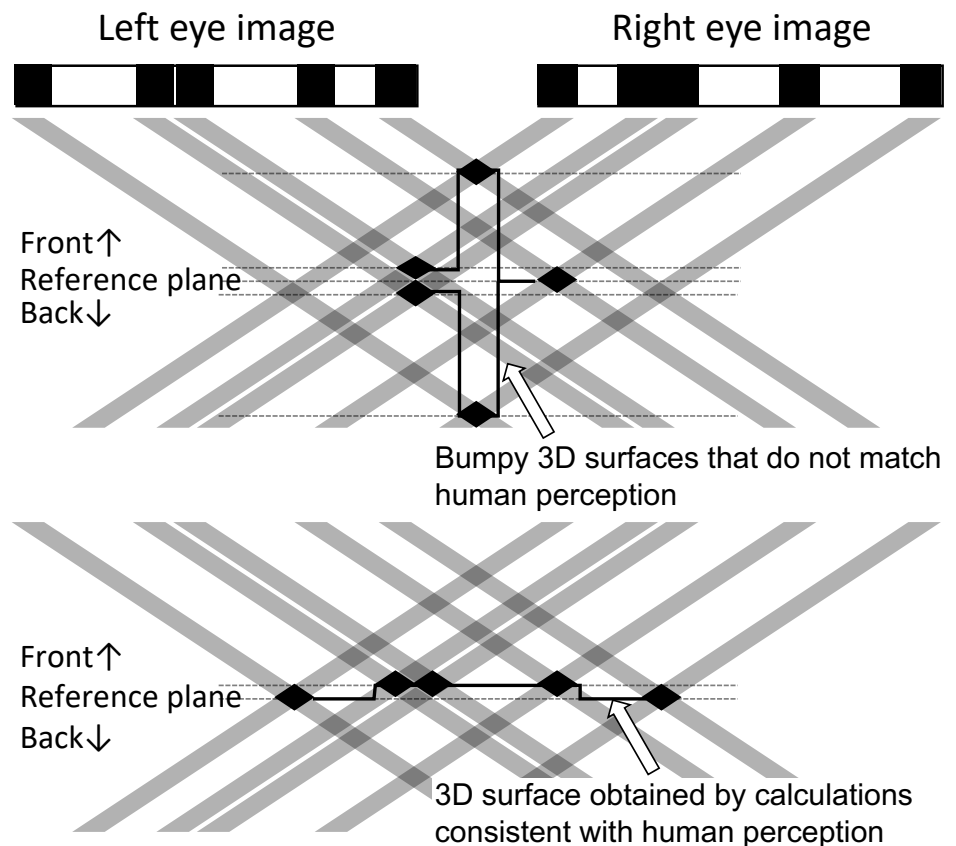 Left eye image
Right eye image
Front↑
Reference plane
Back↓
Bumpy 3D surfaces that do not match
human perception
Front↑
Reference plane
Back↓
3D surface obtained by calculations
consistent with human perception